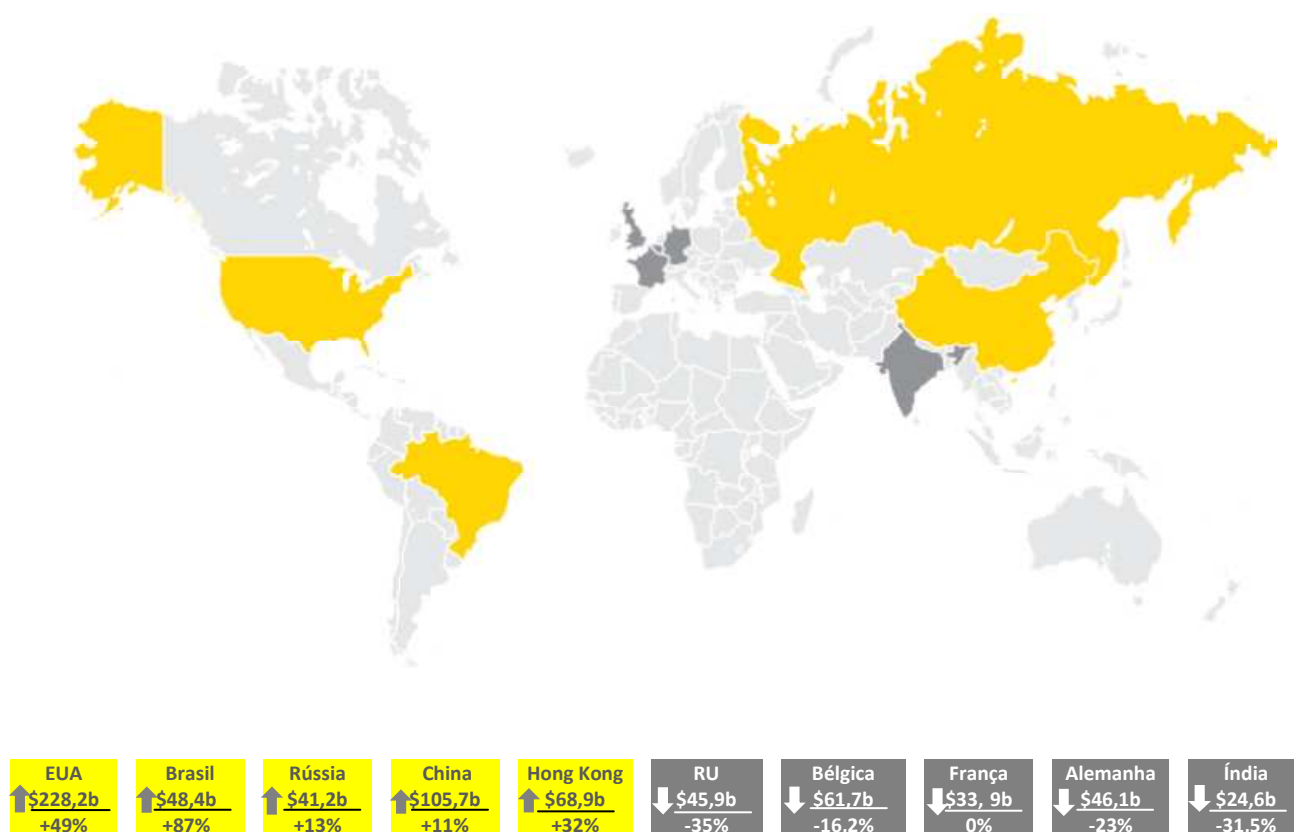 EUA
$228,2b
+49%
Brasil
$48,4b
+87%
Rússia
$41,2b
+13%
China
$105,7b
+11%
Hong Kong
$68,9b
+32%
RU
$45,9b
-35%
Bélgica
$61,7b
-16.2%
França
$33, 9b
0%
Alemanha
$46,1b
-23%
Índia
$24,6b
-31.5%